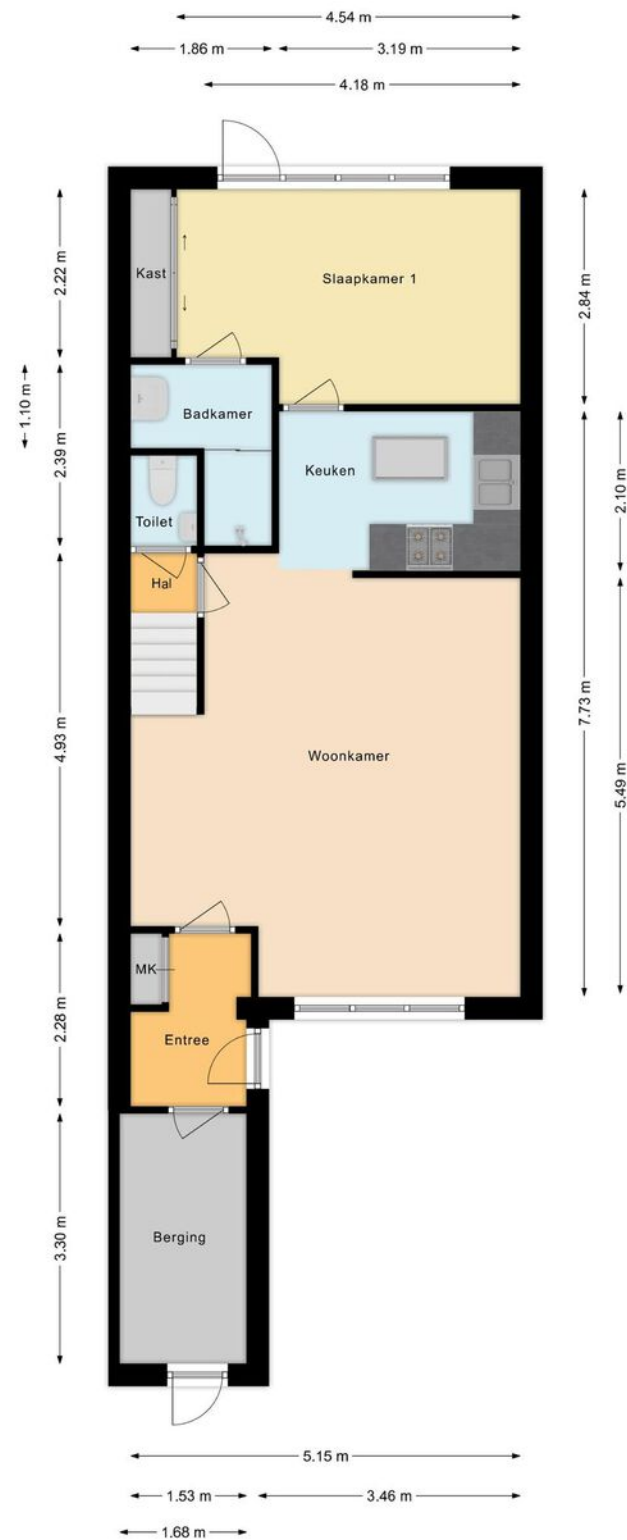 4.54 m
1.86 m
3.19 m
4.18 m
2.22 m
Kast
Slaapkamer 1
2.84 m
1.10 m
2.39 m
Badkamer
Keuken
2.10 m
Toilet
Hal
4.93 m
7.73 m
5.49 m
Woonkamer
MK
2.28 m
Entree
3.30 m
Berging
5.15 m
1.53 m
3.46 m
1.68 m